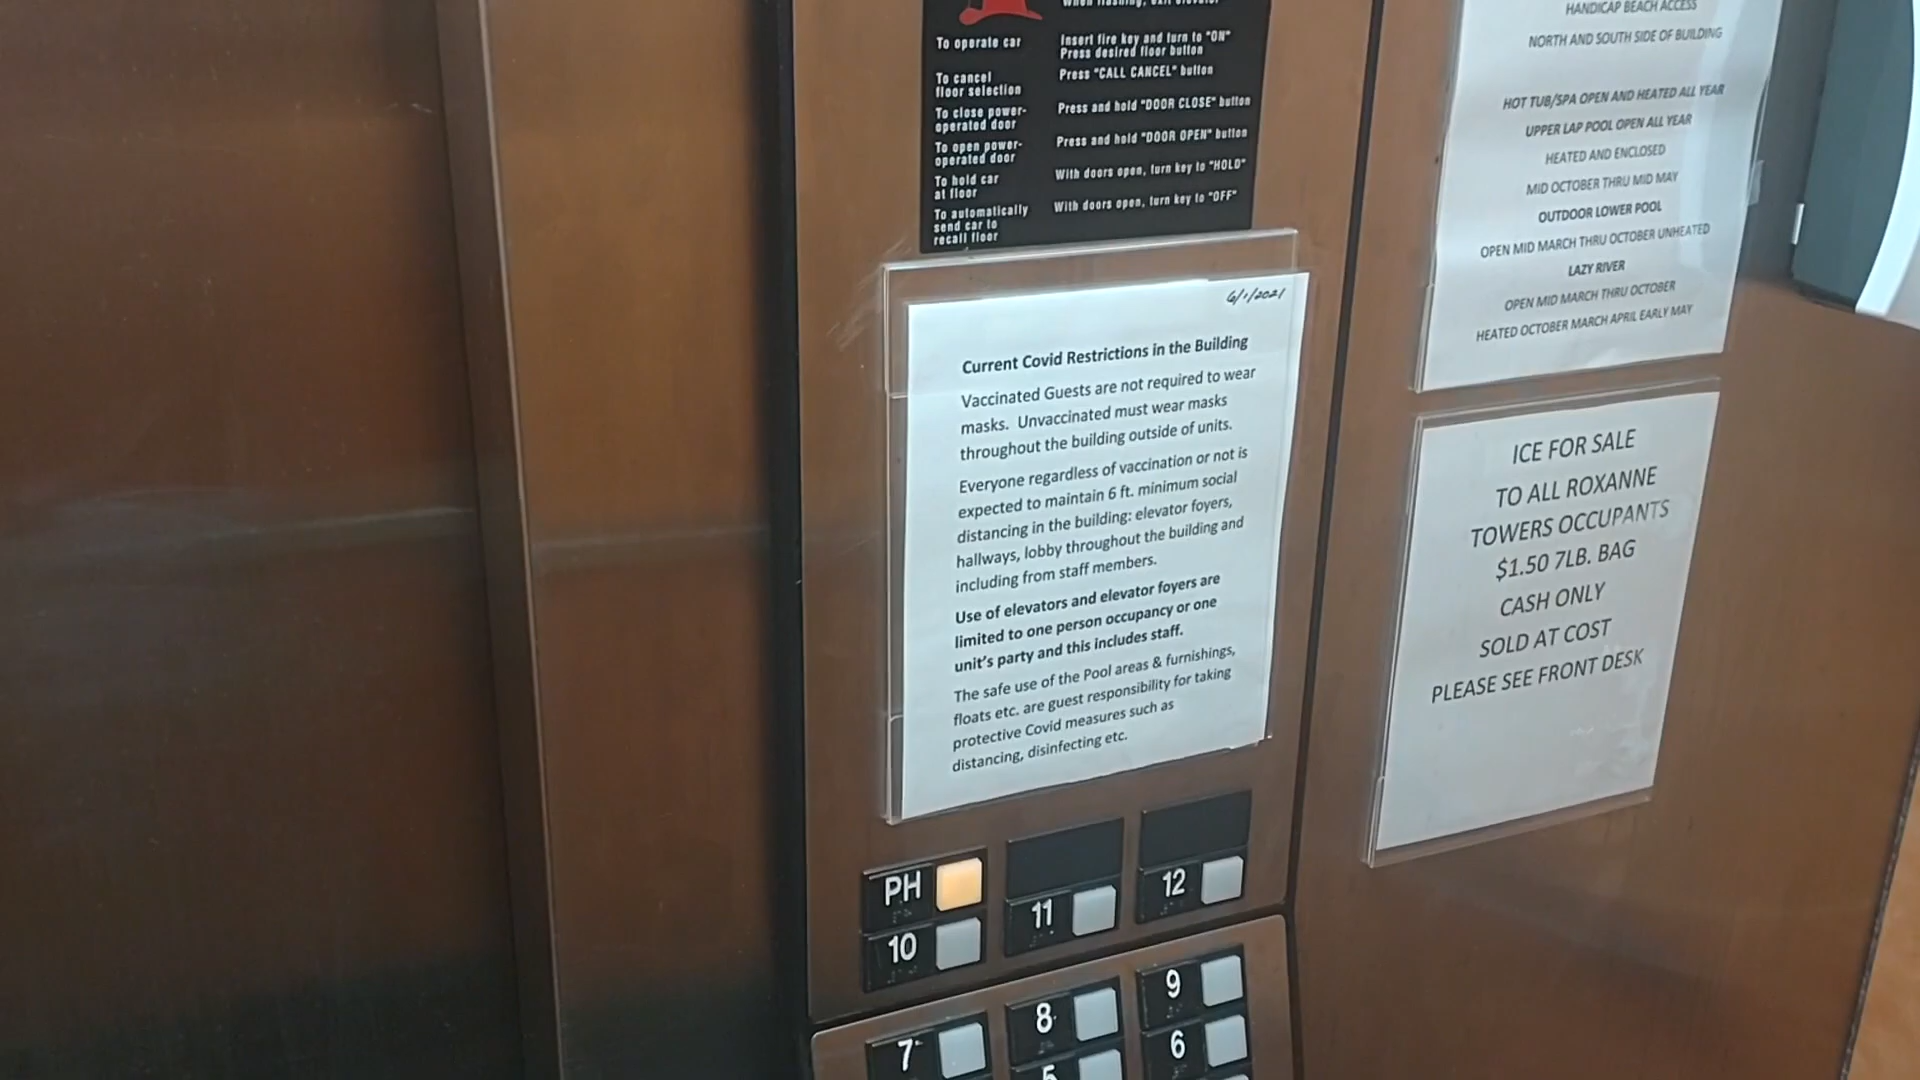 When flashing, exit elevator
To operate car
Insert fire key and turn to "ON"
Press desired floor button
To cancel
floor selection
Press "CALL CANCEL" button
To close power-
operated door
Press and hold "DOOR CLOSE" button
To open power-
operated door
Press and hold "DOOR OPEN" button
To hold car
at floor
With doors open, turn key to "HOLD"
To automatically
send car to
recall floor
With doors open, turn key to "OFF"
6/1/2021
Current Covid Restrictions in the Building
Vaccinated Guests are not required to wear
masks. Unvaccinated must wear masks
throughout the building outside of units.
Everyone regardless of vaccination or not is
expected to maintain 6 ft. minimum social
distancing in the building: elevator foyers,
hallways, lobby throughout the building and
including from staff members.
Use of elevators and elevator foyers are
limited to one person occupancy or one
unit's party and this includes staff.
The safe use of the Pool areas & furnishings,
floats etc. are guest responsibility for taking
protective Covid measures such as
distancing, disinfecting etc.
HANDICAP BEACH ACCESS
NORTH AND SOUTH SIDE OF BUILDING
HOT TUB/SPA OPEN AND HEATED ALL YEAR
UPPER LAP POOL OPEN ALL YEAR
HEATED AND ENCLOSED
MID OCTOBER THRU MID MAY
OUTDOOR LOWER POOL
OPEN MID MARCH THRU OCTOBER UNHEATED
LAZY RIVER
OPEN MID MARCH THRU OCTOBER
HEATED OCTOBER MARCH APRIL EARLY MAY
ICE FOR SALE
TO ALL ROXANNE
TOWERS OCCUPANTS
$1.50 7LB. BAG
CASH ONLY
SOLD AT COST
PLEASE SEE FRONT DESK
PH
10
11
12
7
8
9
5
6